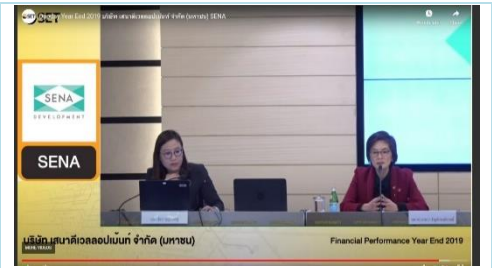 Year End 2019 บริษัท เสนาดีเวลลอปเม้นท์ จำกัด (มหาชน) SENA
SET
SENA
DEVELOPMENT
SENA
บริษัท เสนาดีเวลลอปเม้นท์ จำกัด (มหาชน)
Financial Performance Year End 2019
MORE VIDEOS